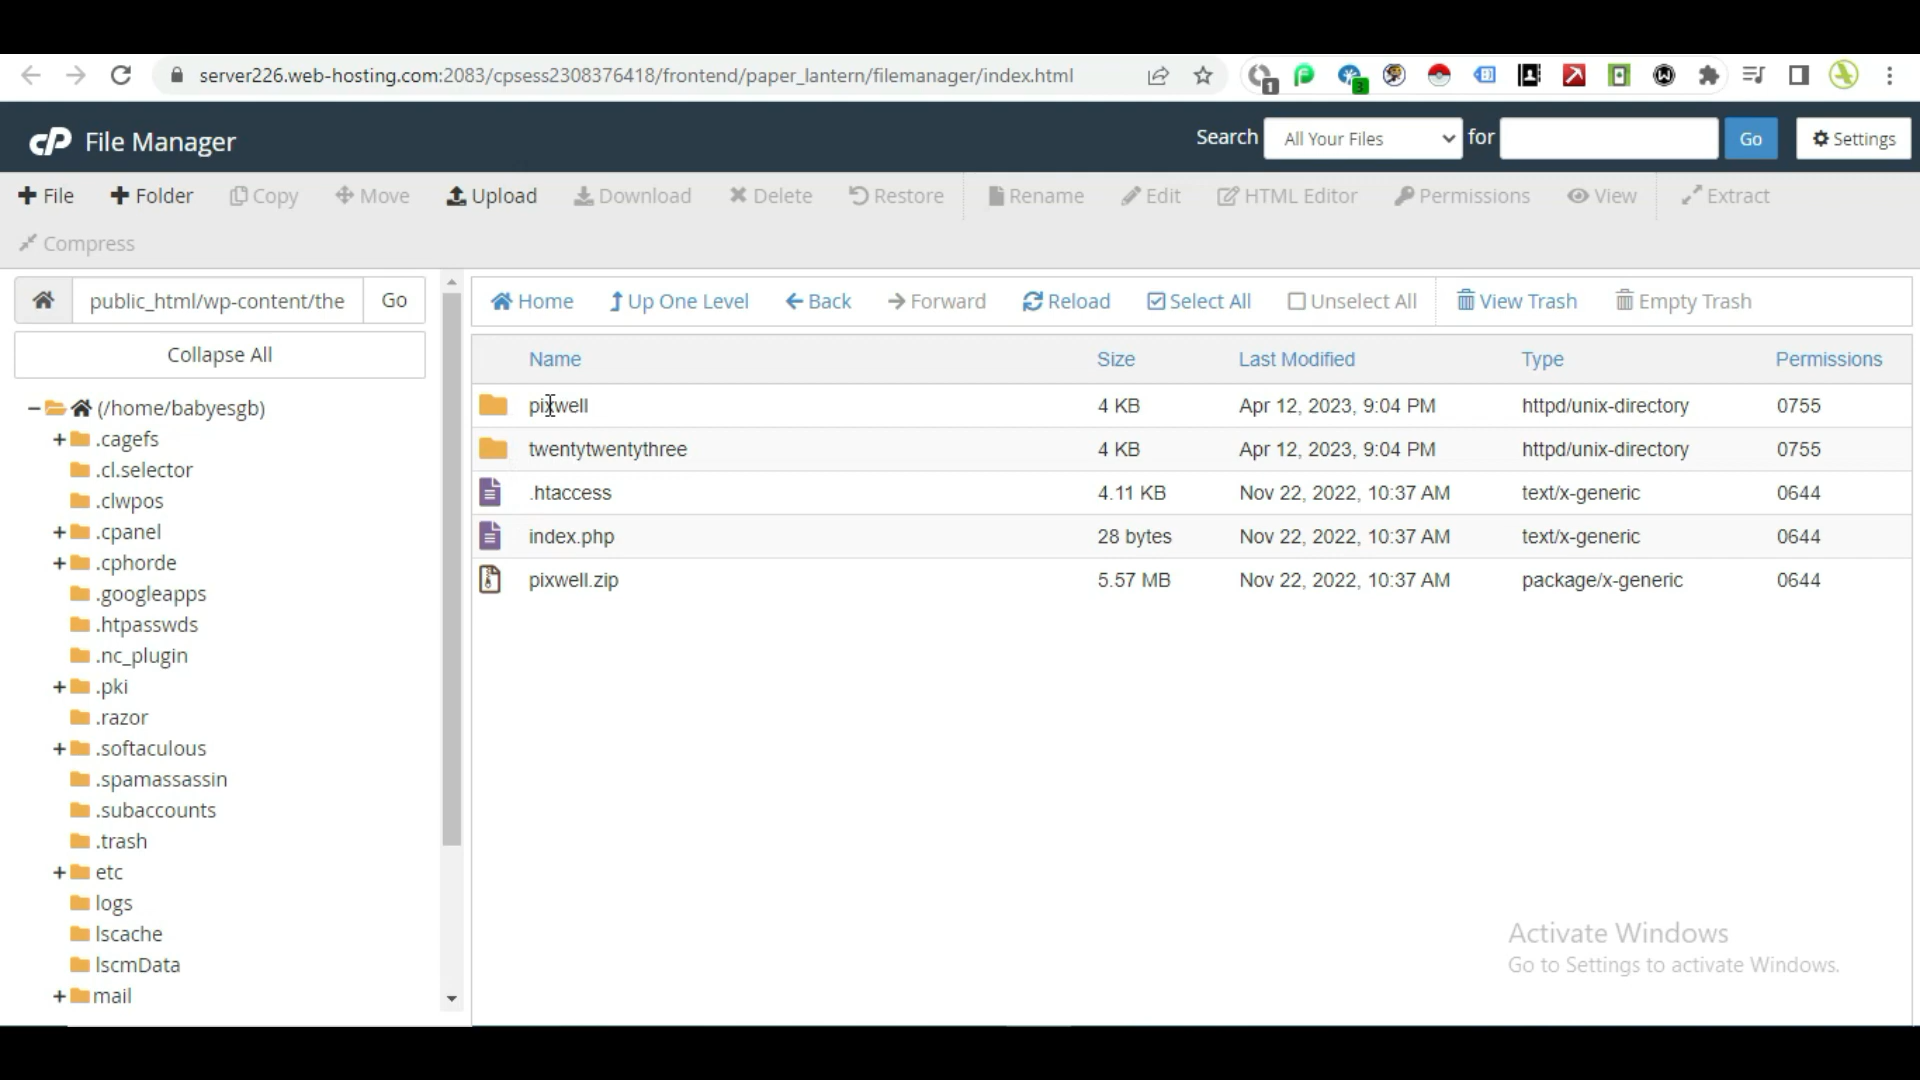 server226.web-hosting.com:2083/cpsess2308376418/frontend/paper_lantern/filemanager/index.html
1
3
cP File Manager
Search All Your Files for Go Settings
File Folder Copy Move Upload Download Delete Restore Rename Edit HTML Editor Permissions View Extract
Compress
public_html/wp-content/the Go
Collapse All
(/home/babyesgb)
.cagefs
.cl.selector
.clwpos
.cpanel
.cphorde
.googleapps
.htpasswds
.nc_plugin
.pki
.razor
.softaculous
.spamassassin
.subaccounts
.trash
etc
logs
lscache
lscmData
mail
Home Up One Level Back Forward Reload Select All Unselect All View Trash Empty Trash
Name Size Last Modified Type Permissions
pixwell 4 KB Apr 12, 2023, 9:04 PM httpd/unix-directory 0755
twentytwentythree 4 KB Apr 12, 2023, 9:04 PM httpd/unix-directory 0755
.htaccess 4.11 KB Nov 22, 2022, 10:37 AM text/x-generic 0644
index.php 28 bytes Nov 22, 2022, 10:37 AM text/x-generic 0644
pixwell.zip 5.57 MB Nov 22, 2022, 10:37 AM package/x-generic 0644
Activate Windows
Go to Settings to activate Windows.